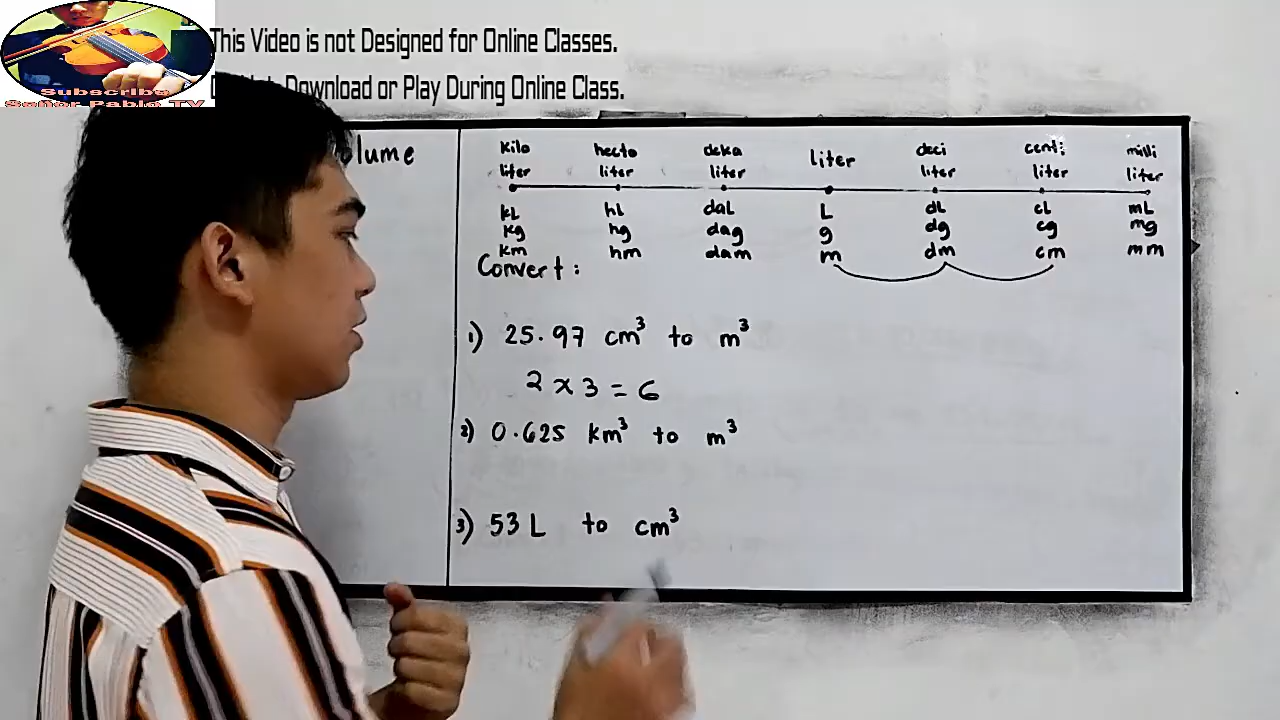 This Video is not Designed for Online Classes.
Download or Play During Online Class.
Subscribe
Señor Pablo TV
kilo liter
hecto liter
deka liter
liter
deci liter
centi liter
milli liter
kL hL daL L dL cL mL
kg hg dag g dg cg mg
km hm dam m dm cm mm
Convert:
1) 25.97 cm³ to m³
2 x 3 = 6
2) 0.625 km³ to m³
3) 53 L to cm³